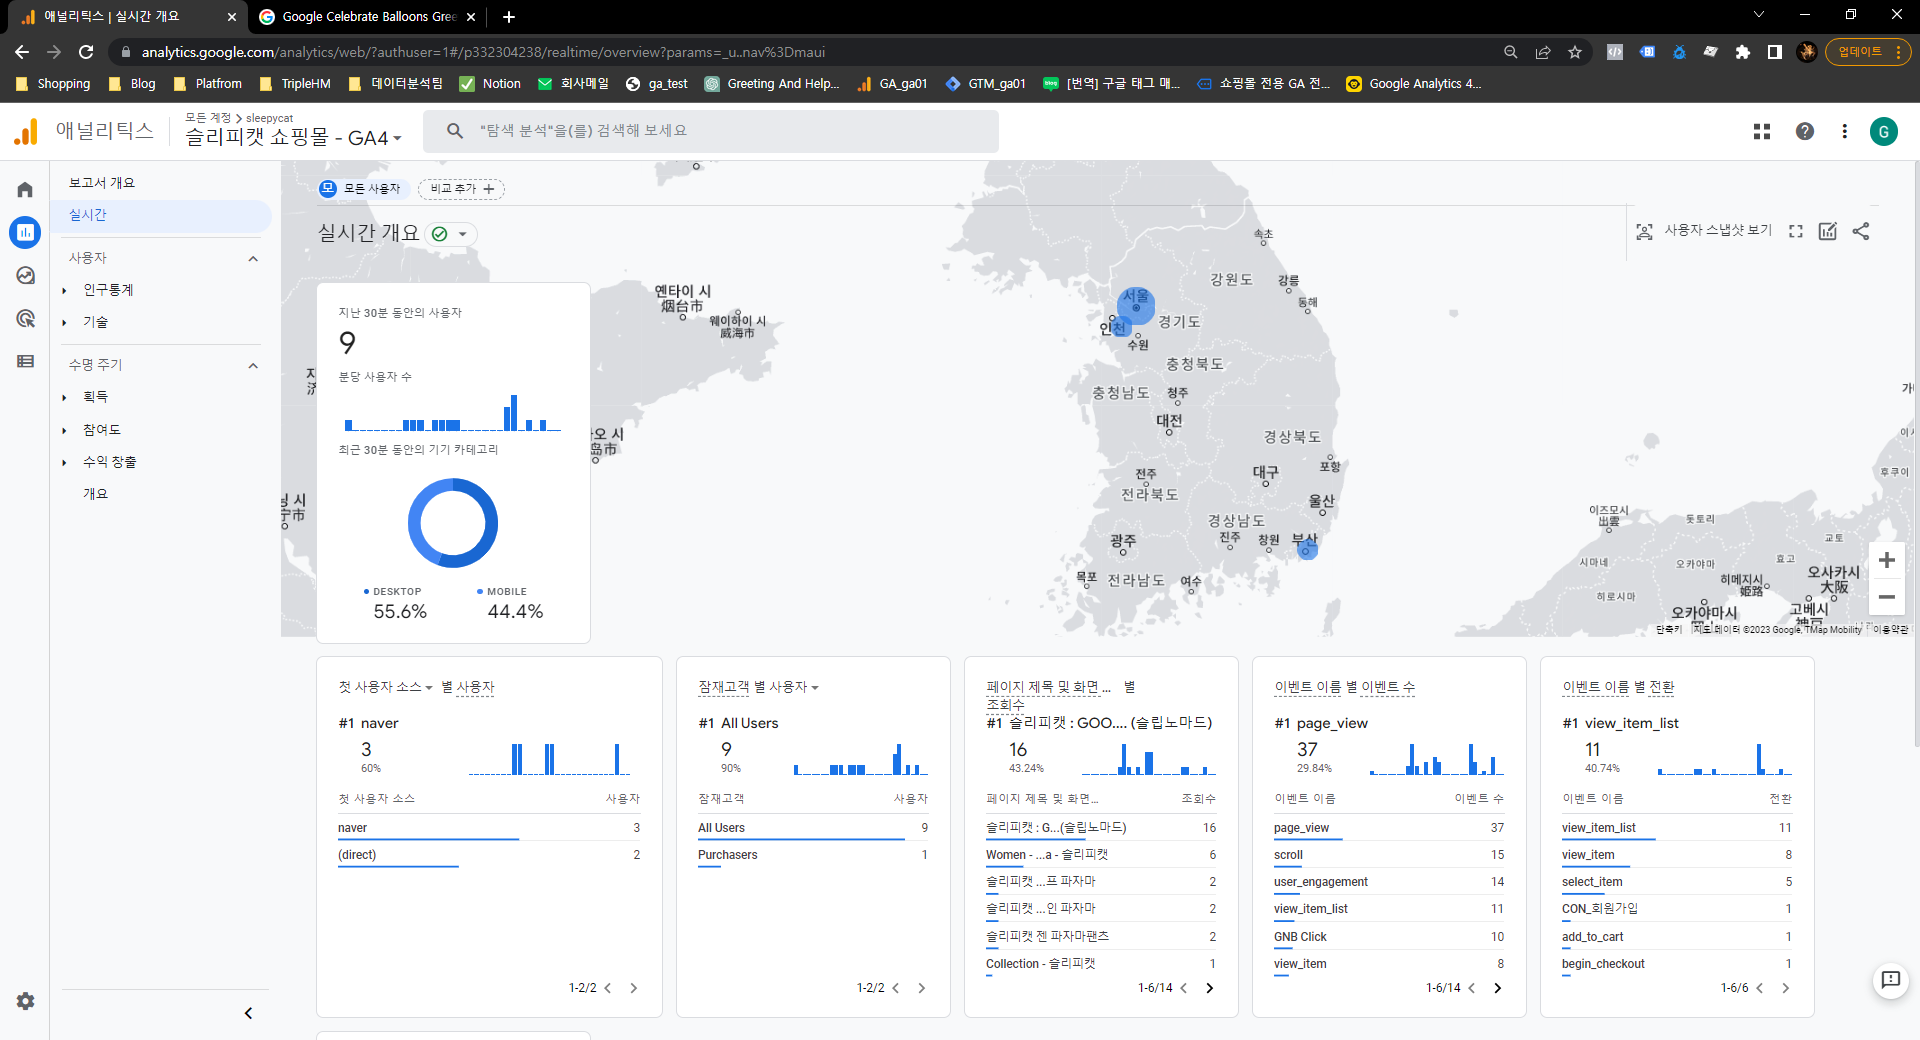 애널리틱스 | 실시간 개요
Google Celebrate Balloons Gree
analytics.google.com/analytics/web/?authuser=1#/p332304238/realtime/overview?params=_u..nav%3Dmaui
업데이트
Shopping
Blog
Platfrom
TripleHM
데이터분석팀
Notion
회사메일
ga_test
Greeting And Help...
GA_ga01
GTM_ga01
[번역] 구글 태그 매...
쇼핑몰 전용 GA 전...
Google Analytics 4...
애널리틱스
모든 계정 > sleepycat
슬리피캣 쇼핑몰 - GA4
"탐색 분석"을(를) 검색해 보세요
G
보고서 개요
실시간
사용자
인구통계
기술
수명 주기
획득
참여도
수익 창출
개요
모 모든 사용자
비교 추가 +
실시간 개요
사용자 스냅샷 보기
지난 30분 동안의 사용자
9
분당 사용자 수
최근 30분 동안의 기기 카테고리
DESKTOP
55.6%
MOBILE
44.4%
옌타이 시
烟台市
웨이하이 시
威海市
오 시
岛市
시
宁市
속초
강원도
강릉
동해
서울
인천
경기도
수원
충청북도
충청남도
청주
대전
경상북도
포항
전주
대구
전라북도
울산
경상남도
광주
진주
창원
부산
목포
전라남도
여수
이즈모시
出雲
돗토리
후쿠이
교토
시마네
오카야마
효고
히메지시
姫路
오사카시
大阪
히로시마
오카야마시
고베시
단축키
지도 데이터 ©2023 Google, TMap Mobility
이용약관
첫 사용자 소스 별 사용자
#1 naver
3
60%
첫 사용자 소스 사용자
naver 3
(direct) 2
1-2/2
잠재고객 별 사용자
#1 All Users
9
90%
잠재고객 사용자
All Users 9
Purchasers 1
1-2/2
페이지 제목 및 화면... 별
조회수
#1 슬리피캣 : GOO.... (슬립노마드)
16
43.24%
페이지 제목 및 화면... 조회수
슬리피캣 : G...(슬립노마드) 16
Women - ...a - 슬리피캣 6
슬리피캣 ...프 파자마 2
슬리피캣 ...인 파자마 2
슬리피캣 젠 파자마팬츠 2
Collection - 슬리피캣 1
1-6/14
이벤트 이름 별 이벤트 수
#1 page_view
37
29.84%
이벤트 이름 이벤트 수
page_view 37
scroll 15
user_engagement 14
view_item_list 11
GNB Click 10
view_item 8
1-6/14
이벤트 이름 별 전환
#1 view_item_list
11
40.74%
이벤트 이름 전환
view_item_list 11
view_item 8
select_item 5
CON_회원가입 1
add_to_cart 1
begin_checkout 1
1-6/6